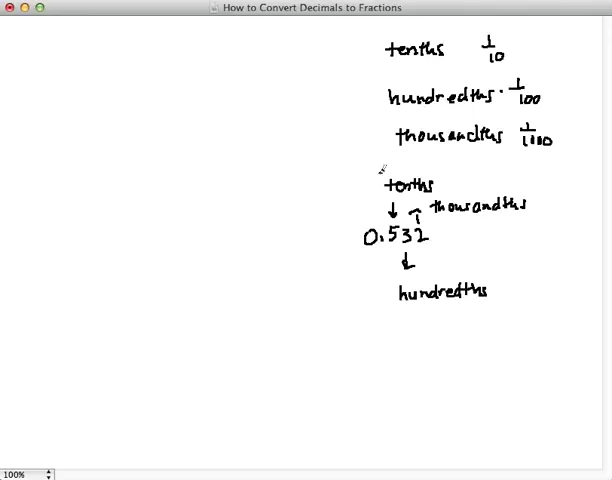 How to Convert Decimals to Fractions
tenths 1/10
hundredths. 1/100
thousandths 1/1000
tenths
thousandths
0.532
hundredths
100%